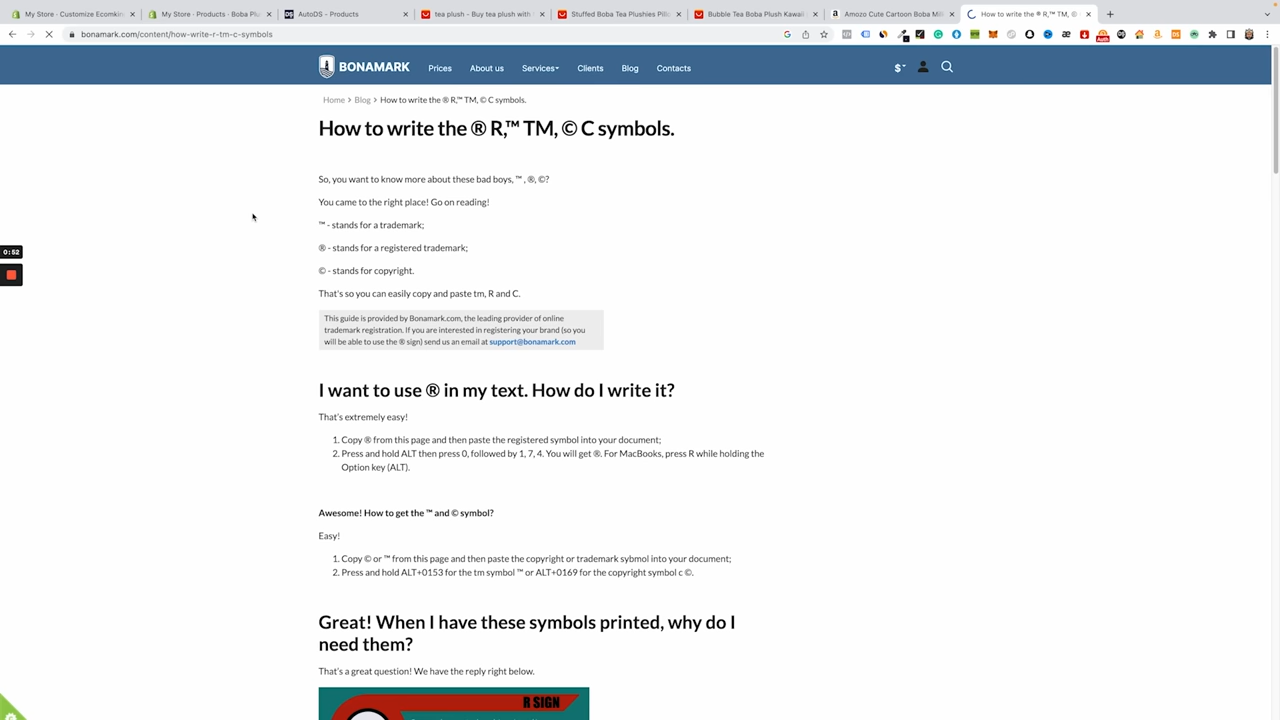 My Store · Customize Ecomkin
My Store · Products · Boba Plu
AutoDS - Products
tea plush - Buy tea plush with
Stuffed Boba Tea Plushies Pill
Bubble Tea Boba Plush Kawaii
Amozo Cute Cartoon Boba Mil
How to write the ® R,™ TM, ©
bonamark.com/content/how-write-r-tm-c-symbols
BONAMARK
Prices
About us
Services
Clients
Blog
Contacts
$
Home > Blog > How to write the ® R,™ TM, © C symbols.
How to write the ® R,™ TM, © C symbols.
So, you want to know more about these bad boys, ™ , ®, ©?
You came to the right place! Go on reading!
™ - stands for a trademark;
® - stands for a registered trademark;
© - stands for copyright.
That's so you can easily copy and paste tm, R and C.
This guide is provided by Bonamark.com, the leading provider of online
trademark registration. If you are interested in registering your brand (so you
will be able to use the ® sign) send us an email at support@bonamark.com
I want to use ® in my text. How do I write it?
That's extremely easy!
1. Copy ® from this page and then paste the registered symbol into your document;
2. Press and hold ALT then press 0, followed by 1, 7, 4. You will get ®. For MacBooks, press R while holding the
Option key (ALT).
Awesome! How to get the ™ and © symbol?
Easy!
1. Copy © or ™ from this page and then paste the copyright or trademark sybmol into your document;
2. Press and hold ALT+0153 for the tm symbol ™ or ALT+0169 for the copyright symbol c ©.
Great! When I have these symbols printed, why do I
need them?
That's a great question! We have the reply right below.
R SIGN
0:52